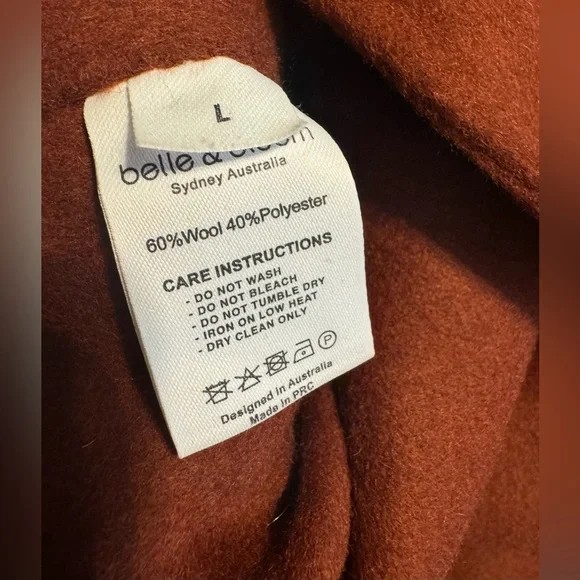 L
belle & bloom
Sydney Australia
60%Wool 40%Polyester
CARE INSTRUCTIONS
- DO NOT WASH
- DO NOT BLEACH
- DO NOT TUMBLE DRY
- IRON ON LOW HEAT
- DRY CLEAN ONLY
P
Designed in Australia
Made in PRC